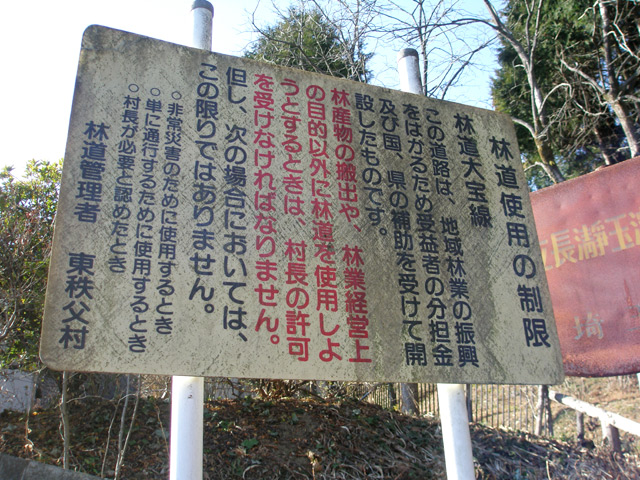 林道使用の制限
林道大宝線
この道路は、地域林業の振興
をはかるため受益者の分担金
及び国、県の補助を受けて開
設したものです。
林産物の搬出や、林業経営上
の目的以外に林道を使用しよ
うとするときは、村長の許可
を受けなければなりません。
但し、次の場合においては、
この限りではありません。
○非常災害のために使用するとき
○単に通行するために使用するとき
○村長が必要と認めたとき
林道管理者 東秩父村
立長瀞玉淀
埼